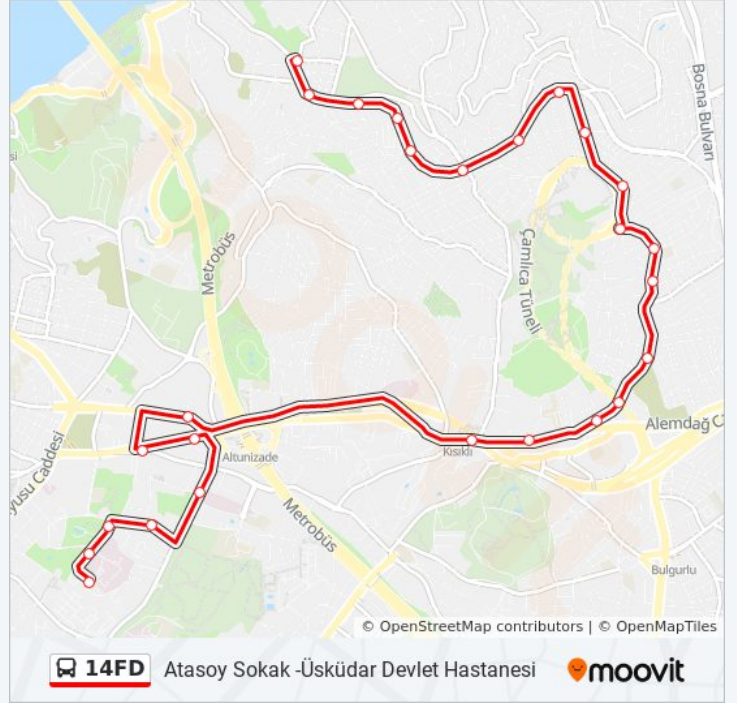 Bosna Bulvarı
Metrobüs
Çamlıca Tüneli
Alemdağ C
yusu Caddesi
Altunizade
Kısıklı
Metrobüs
Bulgurlu
© OpenStreetMap contributors | © OpenMapTiles
14FD Atasoy Sokak -Üsküdar Devlet Hastanesi moovit